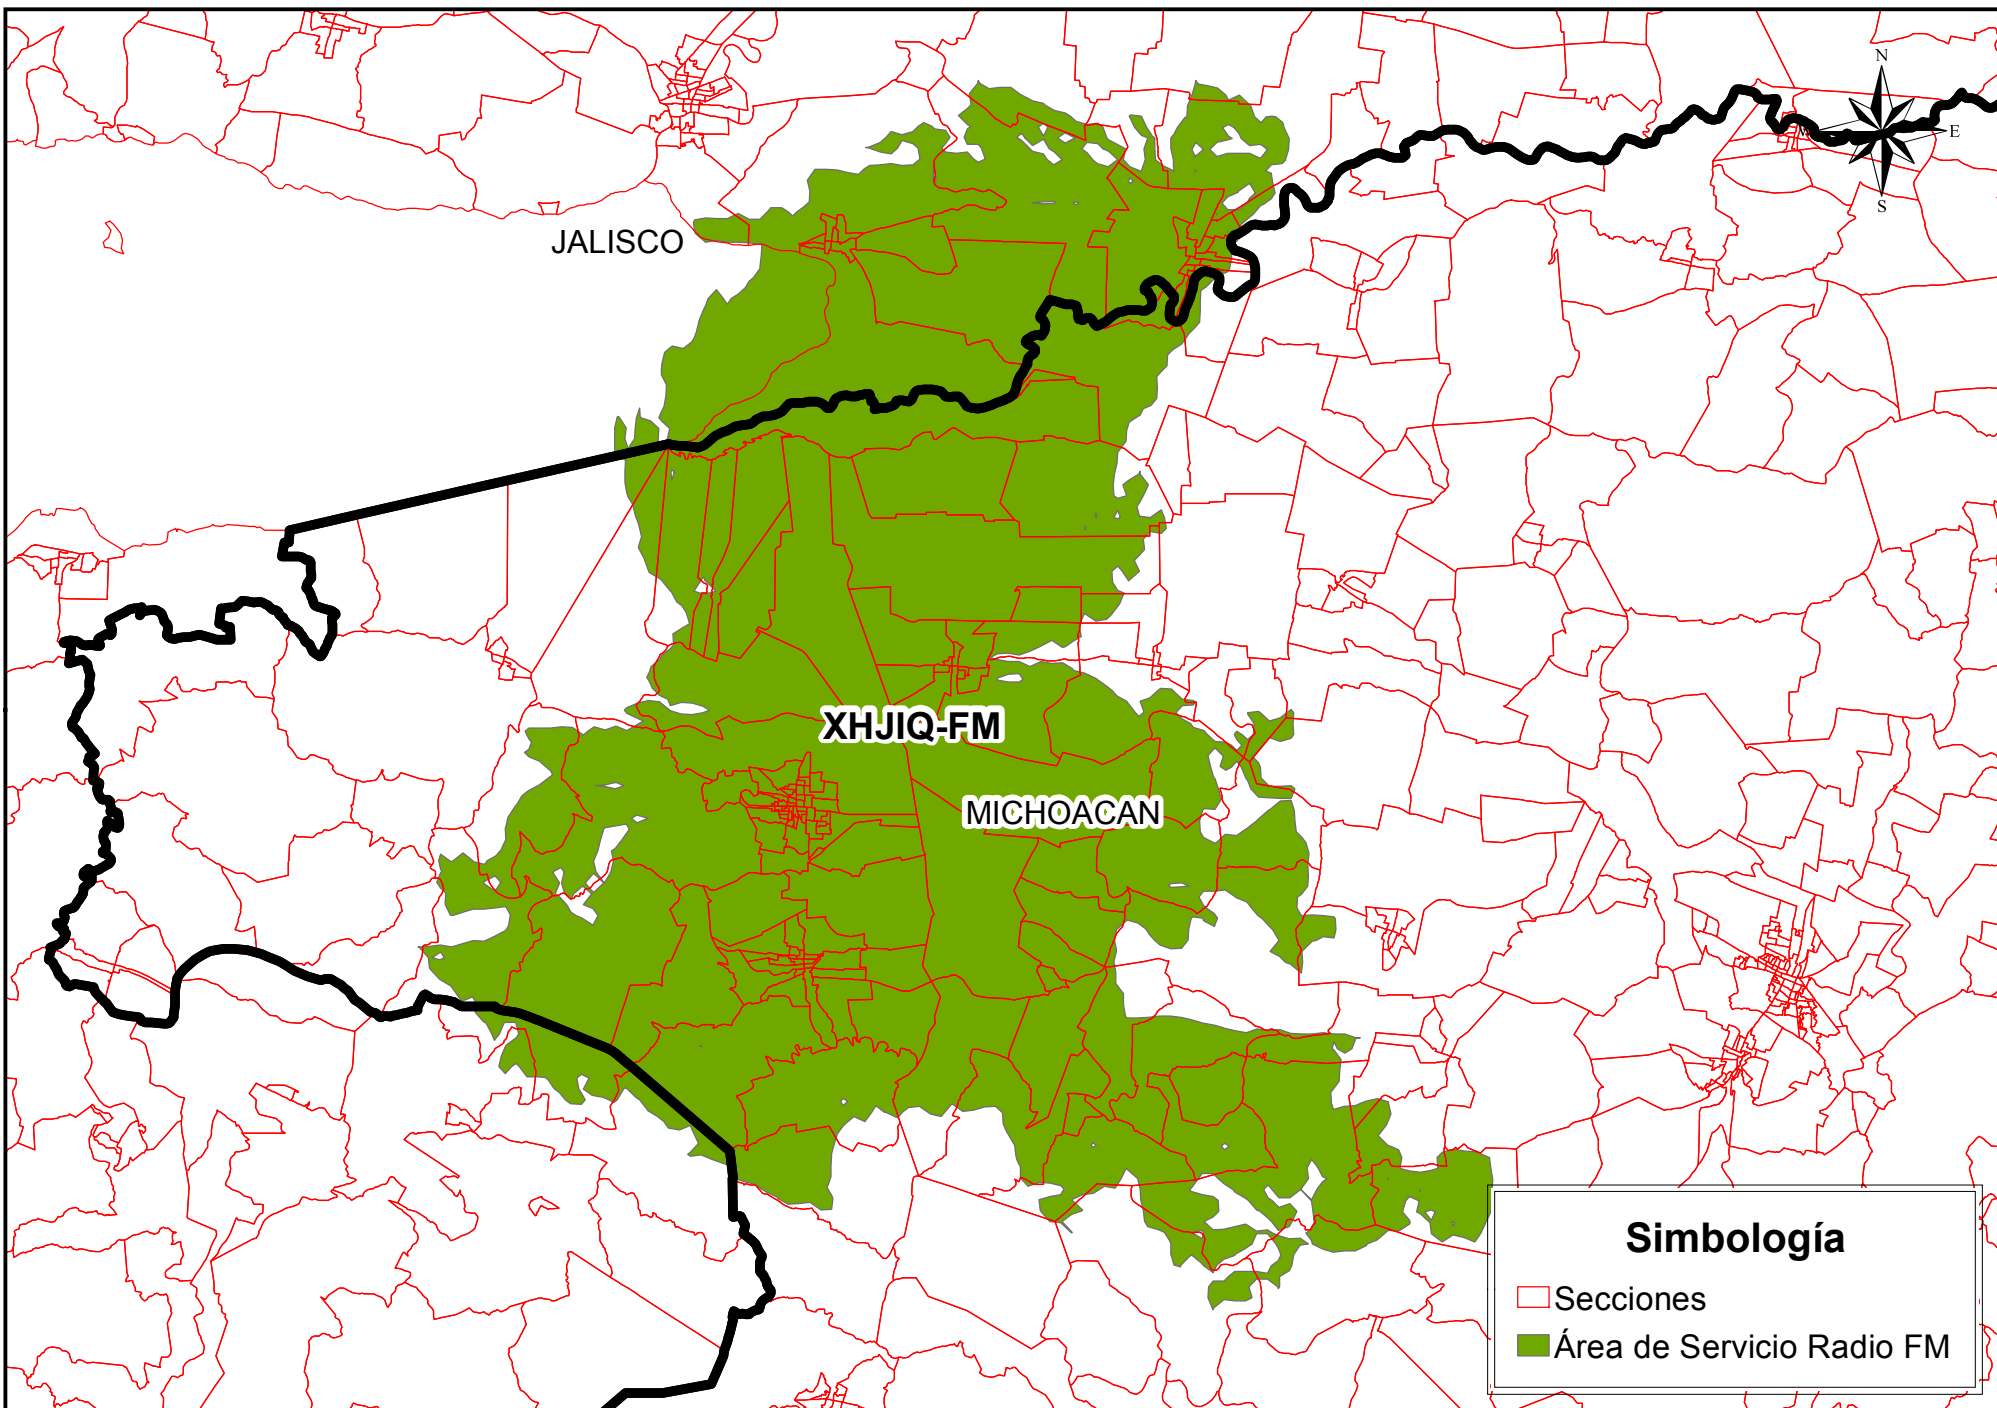 N
W
E
S
JALISCO
XHJIQ-FM
MICHOACAN
Simbología
Secciones
Área de Servicio Radio FM